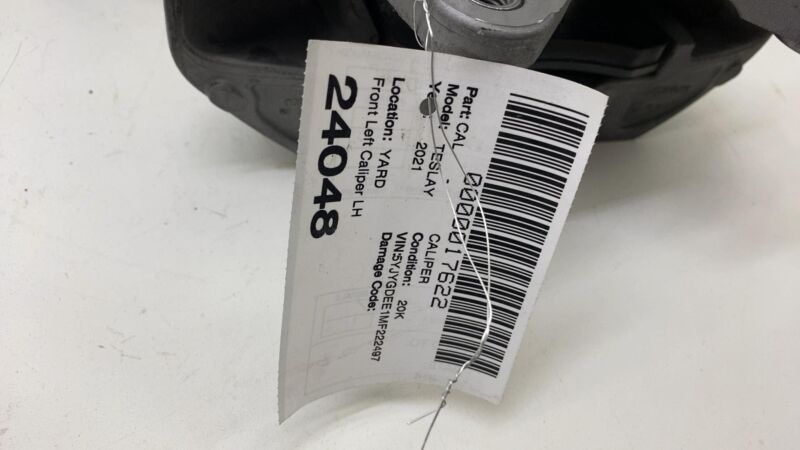 0000017622
Part: CAL CALIPER
Model: TESLAY Condition: 20K
2021 VIN:5YJYGDEE1MF222497
Damage Code:
Location: YARD
Front Left Caliper LH
24048